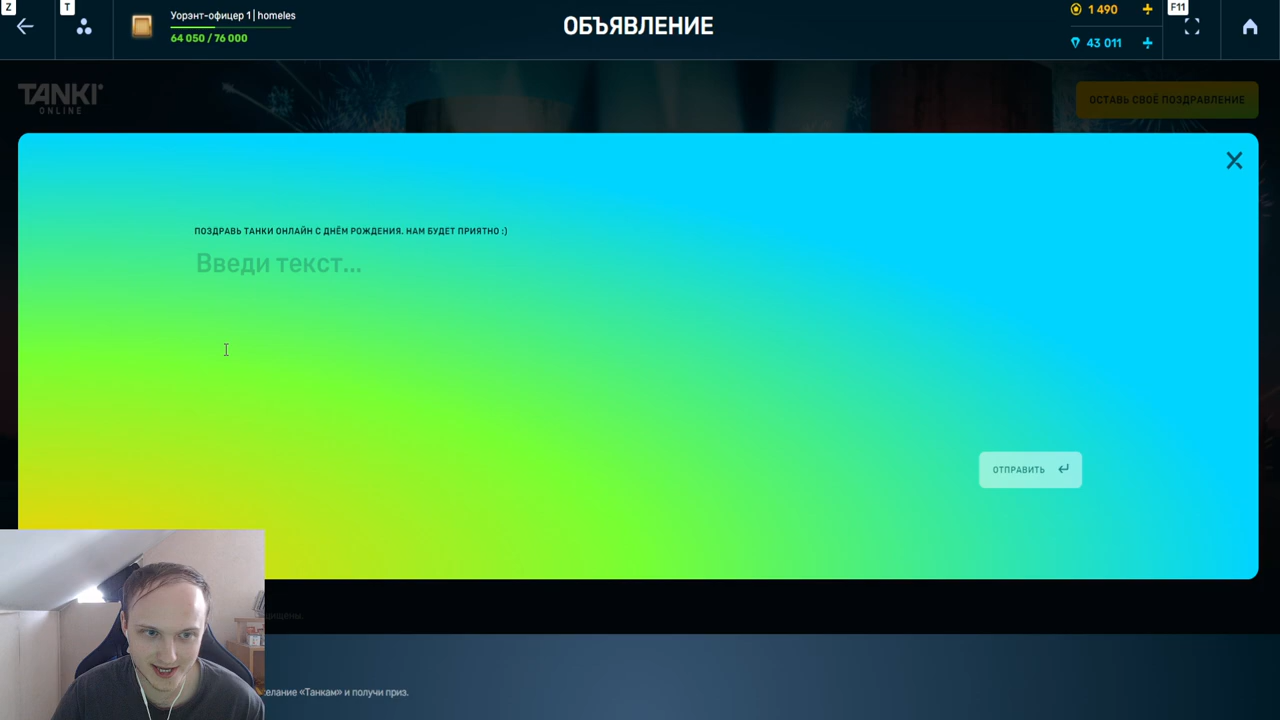 Z
T
Уорэнт-офицер 1 | homeles
64 050 / 76 000
ОБЪЯВЛЕНИЕ
1 490
43 011
F11
TANKI
ONLINE
ОСТАВЬ СВОЁ ПОЗДРАВЛЕНИЕ
ПОЗДРАВЬ ТАНКИ ОНЛАЙН С ДНЁМ РОЖДЕНИЯ. НАМ БУДЕТ ПРИЯТНО :)
Введи текст...
ОТПРАВИТЬ
«Танкам» и получи приз.